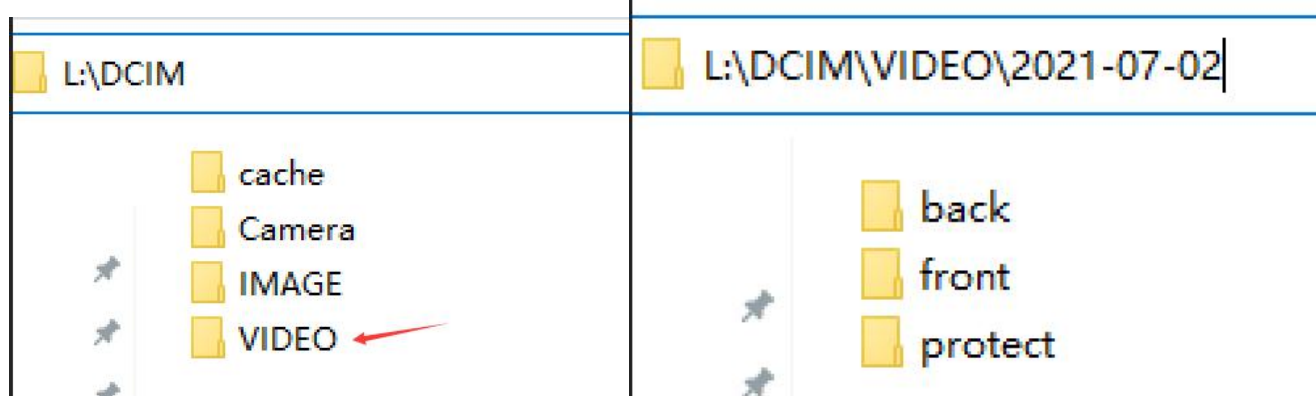 L:\DCIM
cache
Camera
IMAGE
VIDEO
L:\DCIM\VIDEO\2021-07-02
back
front
protect